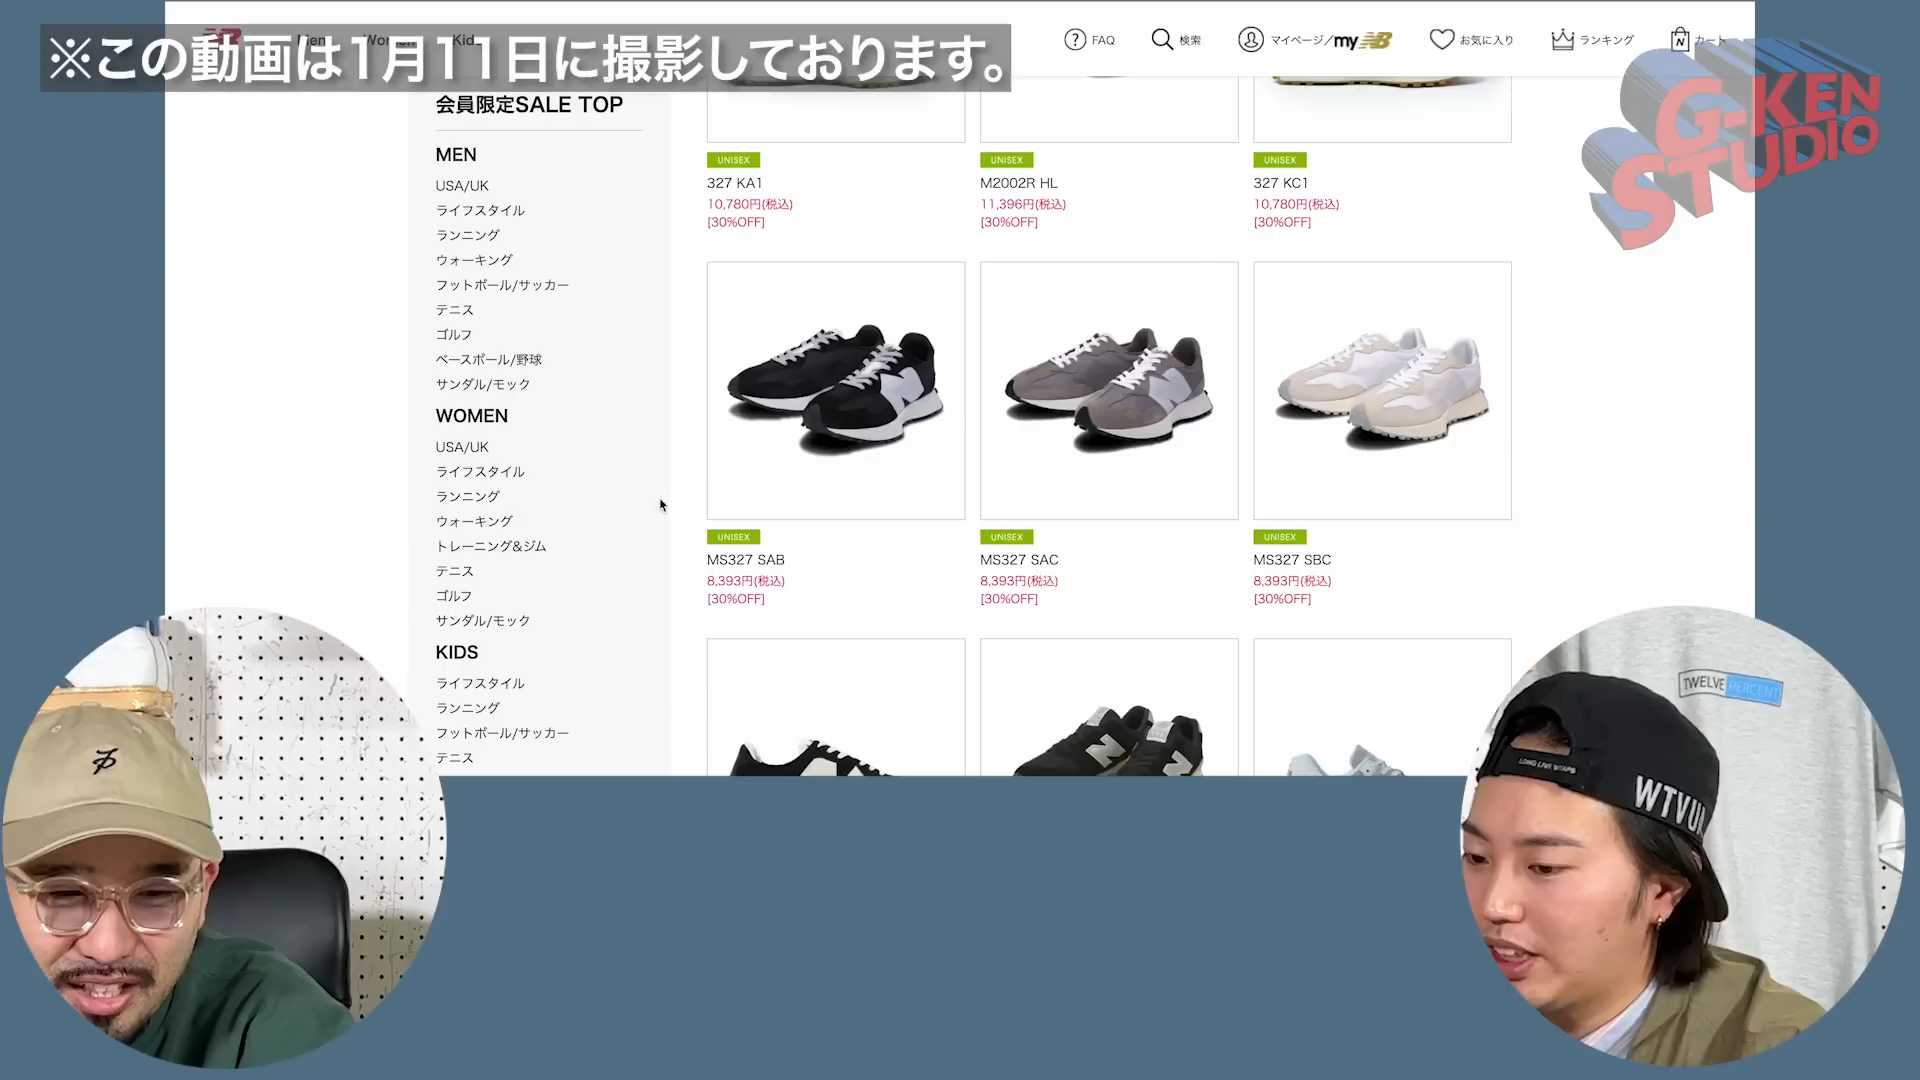 ※この動画は1月11日に撮影しております。
FAQ
検索
マイページ/my NB
お気に入り
ランキング
カート
G-KEN
STUDIO
会員限定SALE TOP
MEN
USA/UK
ライフスタイル
ランニング
ウォーキング
フットボール/サッカー
テニス
ゴルフ
ベースボール/野球
サンダル/モック
WOMEN
USA/UK
ライフスタイル
ランニング
ウォーキング
トレーニング&ジム
テニス
ゴルフ
サンダル/モック
KIDS
ライフスタイル
ランニング
フットボール/サッカー
テニス
UNISEX
327 KA1
10,780円(税込)
[30%OFF]
UNISEX
M2002R HL
11,396円(税込)
[30%OFF]
UNISEX
327 KC1
10,780円(税込)
[30%OFF]
UNISEX
MS327 SAB
8,393円(税込)
[30%OFF]
UNISEX
MS327 SAC
8,393円(税込)
[30%OFF]
UNISEX
MS327 SBC
8,393円(税込)
[30%OFF]
TWELVE PERCENT
LONG LIVE WTAPS
WTVUA